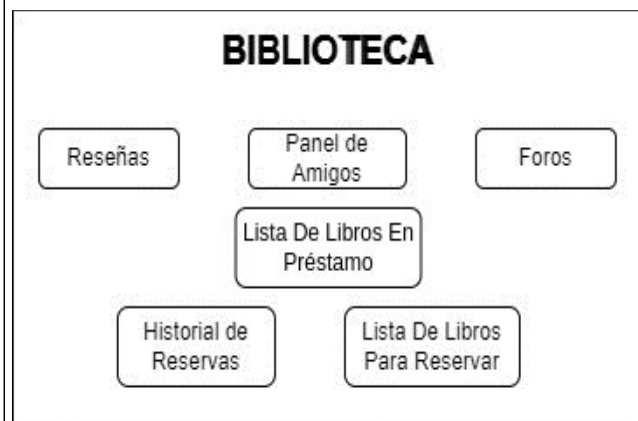 BIBLIOTECA
Reseñas
Panel de
Amigos
Foros
Lista De Libros En
Préstamo
Historial de
Reservas
Lista De Libros
Para Reservar